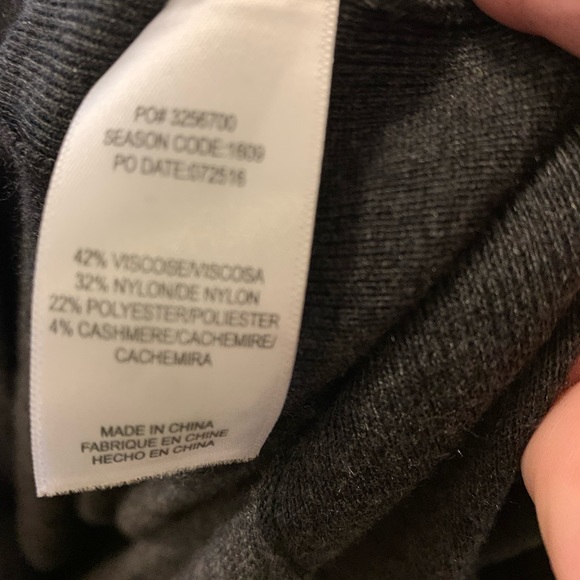 PO# 3256700
SEASON CODE:1609
PO DATE:072516
42% VISCOSE/VISCOSA
32% NYLON/DE NYLON
22% POLYESTER/POLIESTER
4% CASHMERE/CACHEMIRE/
CACHEMIRA
MADE IN CHINA
FABRIQUE EN CHINE
HECHO EN CHINA